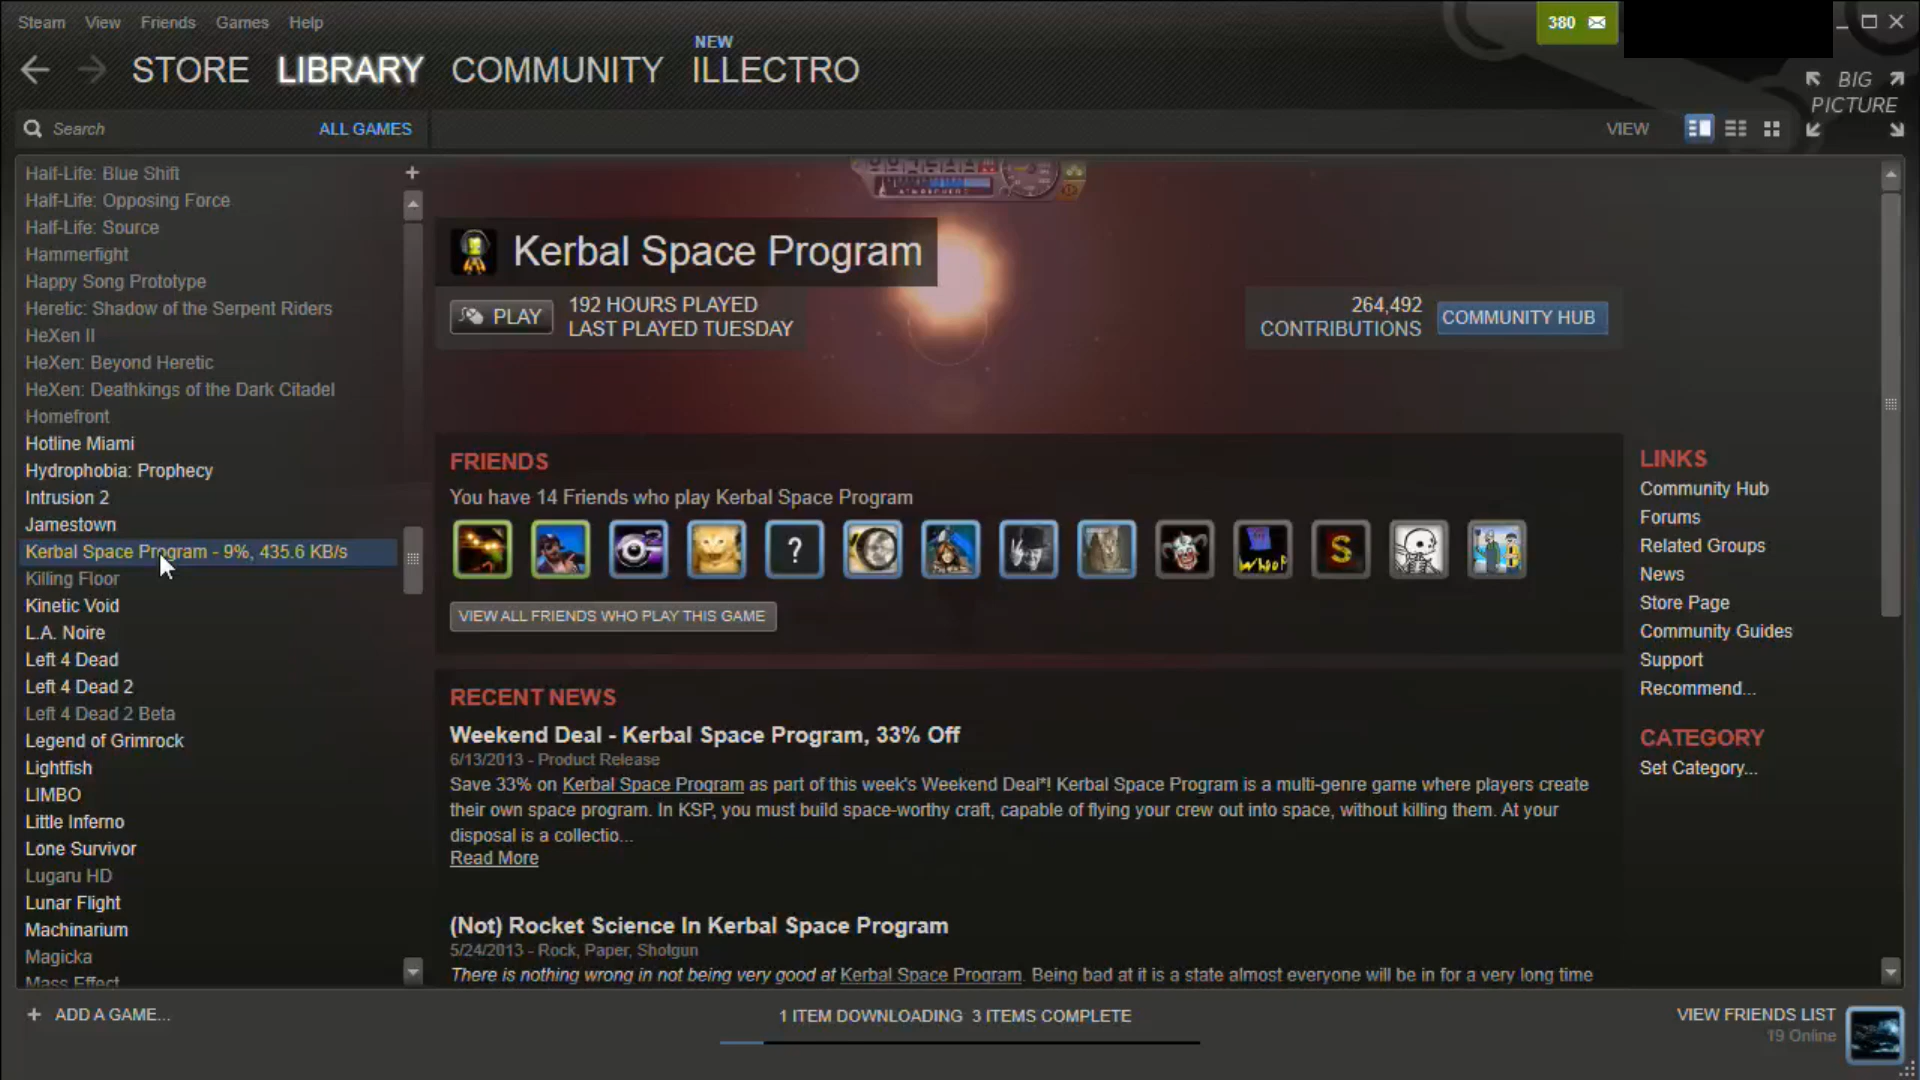 Steam View Friends Games Help
380
NEW
STORE LIBRARY COMMUNITY ILLECTRO
BIG PICTURE
Search ALL GAMES
VIEW
Half-Life: Blue Shift
Half-Life: Opposing Force
Half-Life: Source
Hammerfight
Happy Song Prototype
Heretic: Shadow of the Serpent Riders
HeXen II
HeXen: Beyond Heretic
HeXen: Deathkings of the Dark Citadel
Homefront
Hotline Miami
Hydrophobia: Prophecy
Intrusion 2
Jamestown
Kerbal Space Program - 9%, 435.6 KB/s
Killing Floor
Kinetic Void
L.A. Noire
Left 4 Dead
Left 4 Dead 2
Left 4 Dead 2 Beta
Legend of Grimrock
Lightfish
LIMBO
Little Inferno
Lone Survivor
Lugaru HD
Lunar Flight
Machinarium
Magicka
Mass Effect
+ ADD A GAME...
Kerbal Space Program
PLAY
192 HOURS PLAYED
LAST PLAYED TUESDAY
264,492
CONTRIBUTIONS
COMMUNITY HUB
FRIENDS
You have 14 Friends who play Kerbal Space Program
?
WHOOP
S
VIEW ALL FRIENDS WHO PLAY THIS GAME
RECENT NEWS
Weekend Deal - Kerbal Space Program, 33% Off
6/13/2013 - Product Release
Save 33% on Kerbal Space Program as part of this week's Weekend Deal*! Kerbal Space Program is a multi-genre game where players create
their own space program. In KSP, you must build space-worthy craft, capable of flying your crew out into space, without killing them. At your
disposal is a collectio...
Read More
(Not) Rocket Science In Kerbal Space Program
5/24/2013 - Rock, Paper, Shotgun
There is nothing wrong in not being very good at Kerbal Space Program. Being bad at it is a state almost everyone will be in for a very long time
LINKS
Community Hub
Forums
Related Groups
News
Store Page
Community Guides
Support
Recommend...
CATEGORY
Set Category...
1 ITEM DOWNLOADING 3 ITEMS COMPLETE
VIEW FRIENDS LIST
19 Online